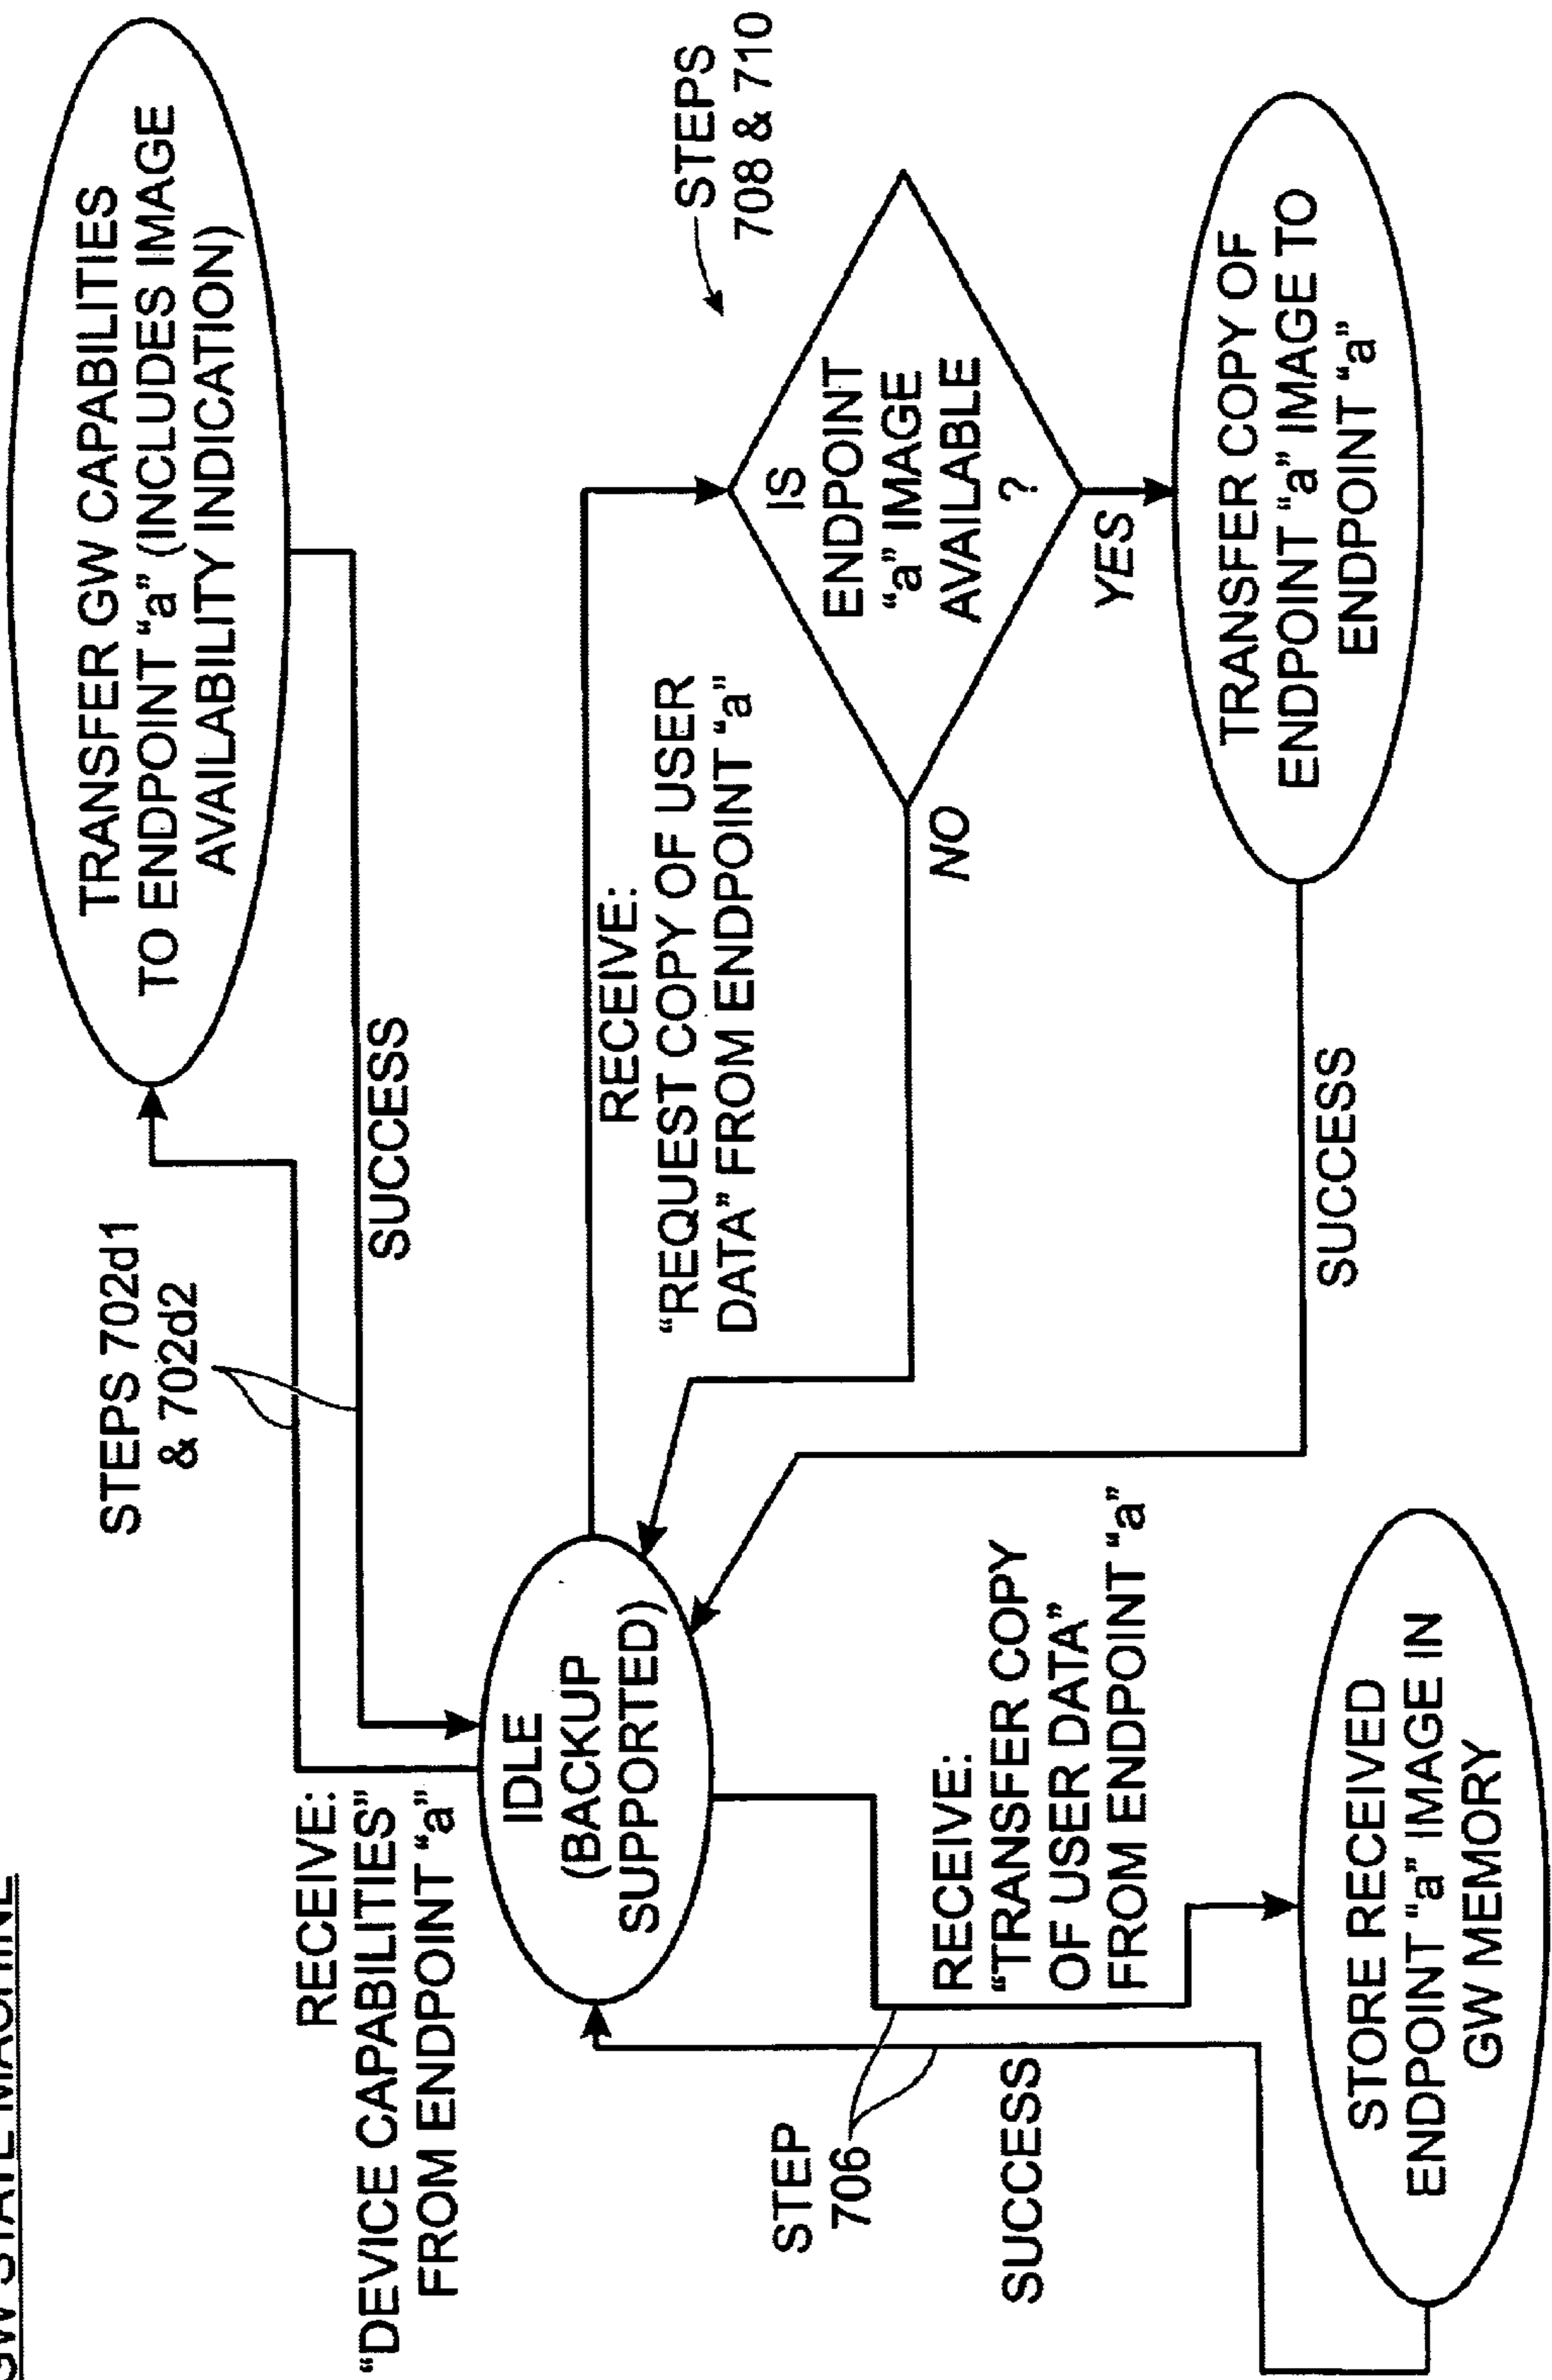 GW STATE MACHINE
RECEIVE:
"DEVICE CAPABILITIES"
FROM ENDPOINT "a"
STEPS 702d1
& 702d2
TRANSFER GW CAPABILITIES
TO ENDPOINT "a" (INCLUDES IMAGE
AVAILABILITY INDICATION)
SUCCESS
IDLE
(BACKUP
SUPPORTED)
RECEIVE:
"REQUEST COPY OF USER
DATA" FROM ENDPOINT "a"
STEPS
708 & 710
IS
ENDPOINT
"a" IMAGE
AVAILABLE
?
NO
YES
STEP
706
SUCCESS
RECEIVE:
"TRANSFER COPY
OF USER DATA"
FROM ENDPOINT "a"
SUCCESS
TRANSFER COPY OF
ENDPOINT "a" IMAGE TO
ENDPOINT "a"
STORE RECEIVED
ENDPOINT "a" IMAGE IN
GW MEMORY